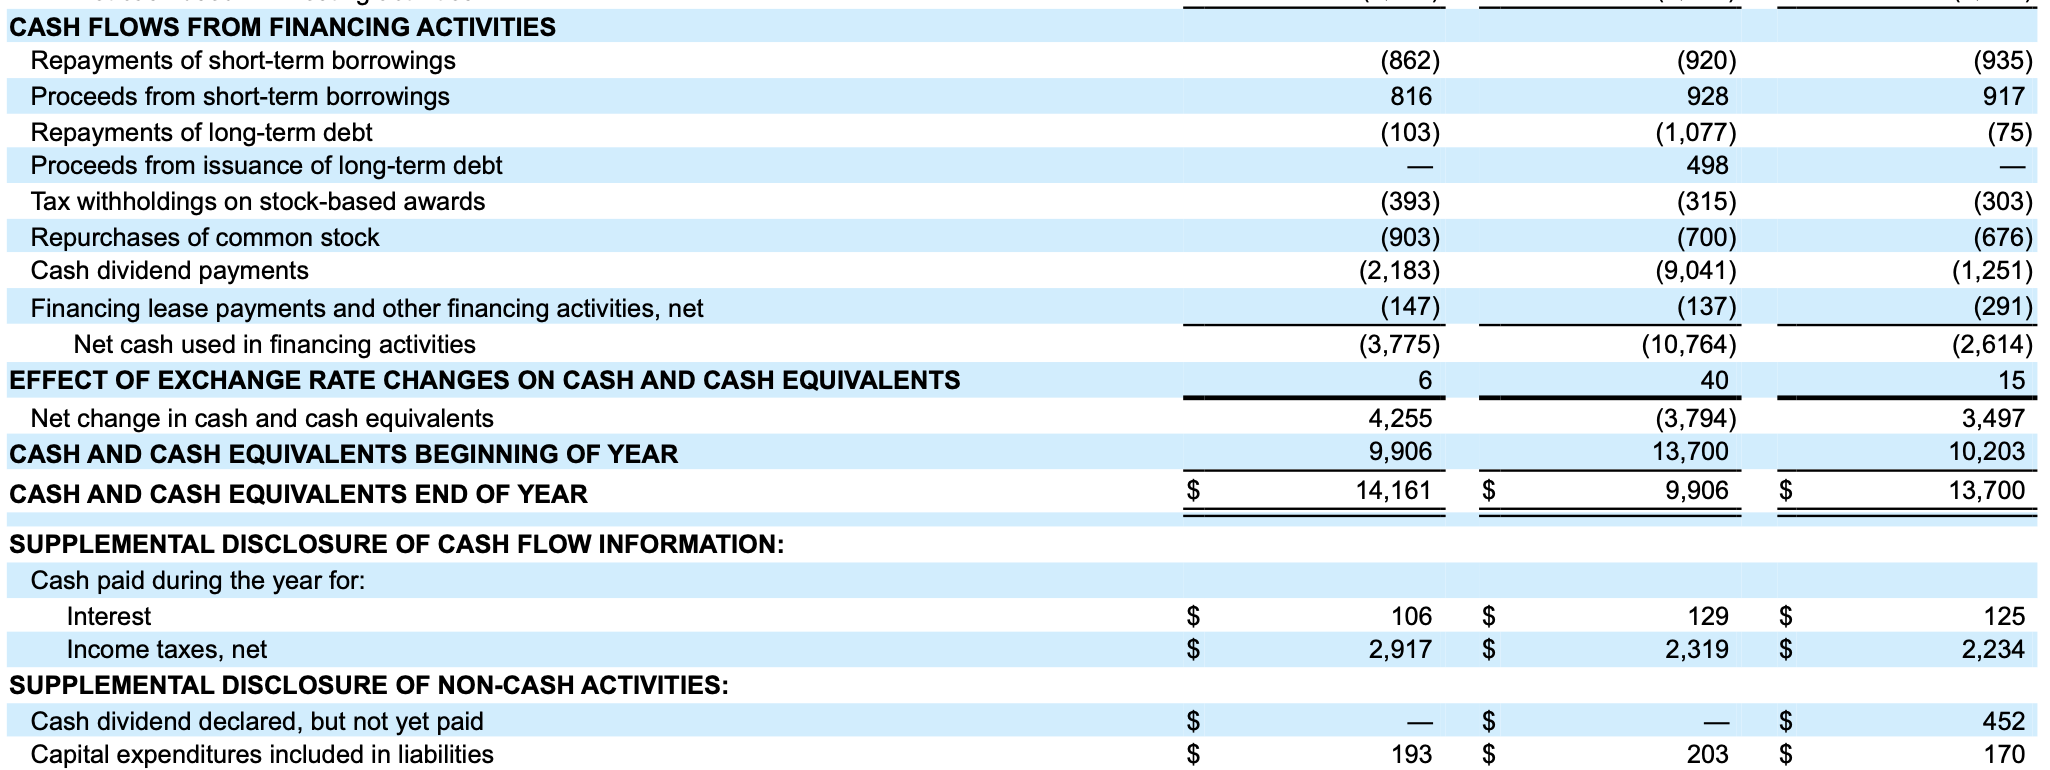 CASH FLOWS FROM FINANCING ACTIVITIES
Repayments of short-term borrowings (862) (920) (935)
Proceeds from short-term borrowings 816 928 917
Repayments of long-term debt (103) (1,077) (75)
Proceeds from issuance of long-term debt — 498 —
Tax withholdings on stock-based awards (393) (315) (303)
Repurchases of common stock (903) (700) (676)
Cash dividend payments (2,183) (9,041) (1,251)
Financing lease payments and other financing activities, net (147) (137) (291)
Net cash used in financing activities (3,775) (10,764) (2,614)
EFFECT OF EXCHANGE RATE CHANGES ON CASH AND CASH EQUIVALENTS 6 40 15
Net change in cash and cash equivalents 4,255 (3,794) 3,497
CASH AND CASH EQUIVALENTS BEGINNING OF YEAR 9,906 13,700 10,203
CASH AND CASH EQUIVALENTS END OF YEAR $ 14,161 $ 9,906 $ 13,700
SUPPLEMENTAL DISCLOSURE OF CASH FLOW INFORMATION:
Cash paid during the year for:
Interest $ 106 $ 129 $ 125
Income taxes, net $ 2,917 $ 2,319 $ 2,234
SUPPLEMENTAL DISCLOSURE OF NON-CASH ACTIVITIES:
Cash dividend declared, but not yet paid $ — $ — $ 452
Capital expenditures included in liabilities $ 193 $ 203 $ 170